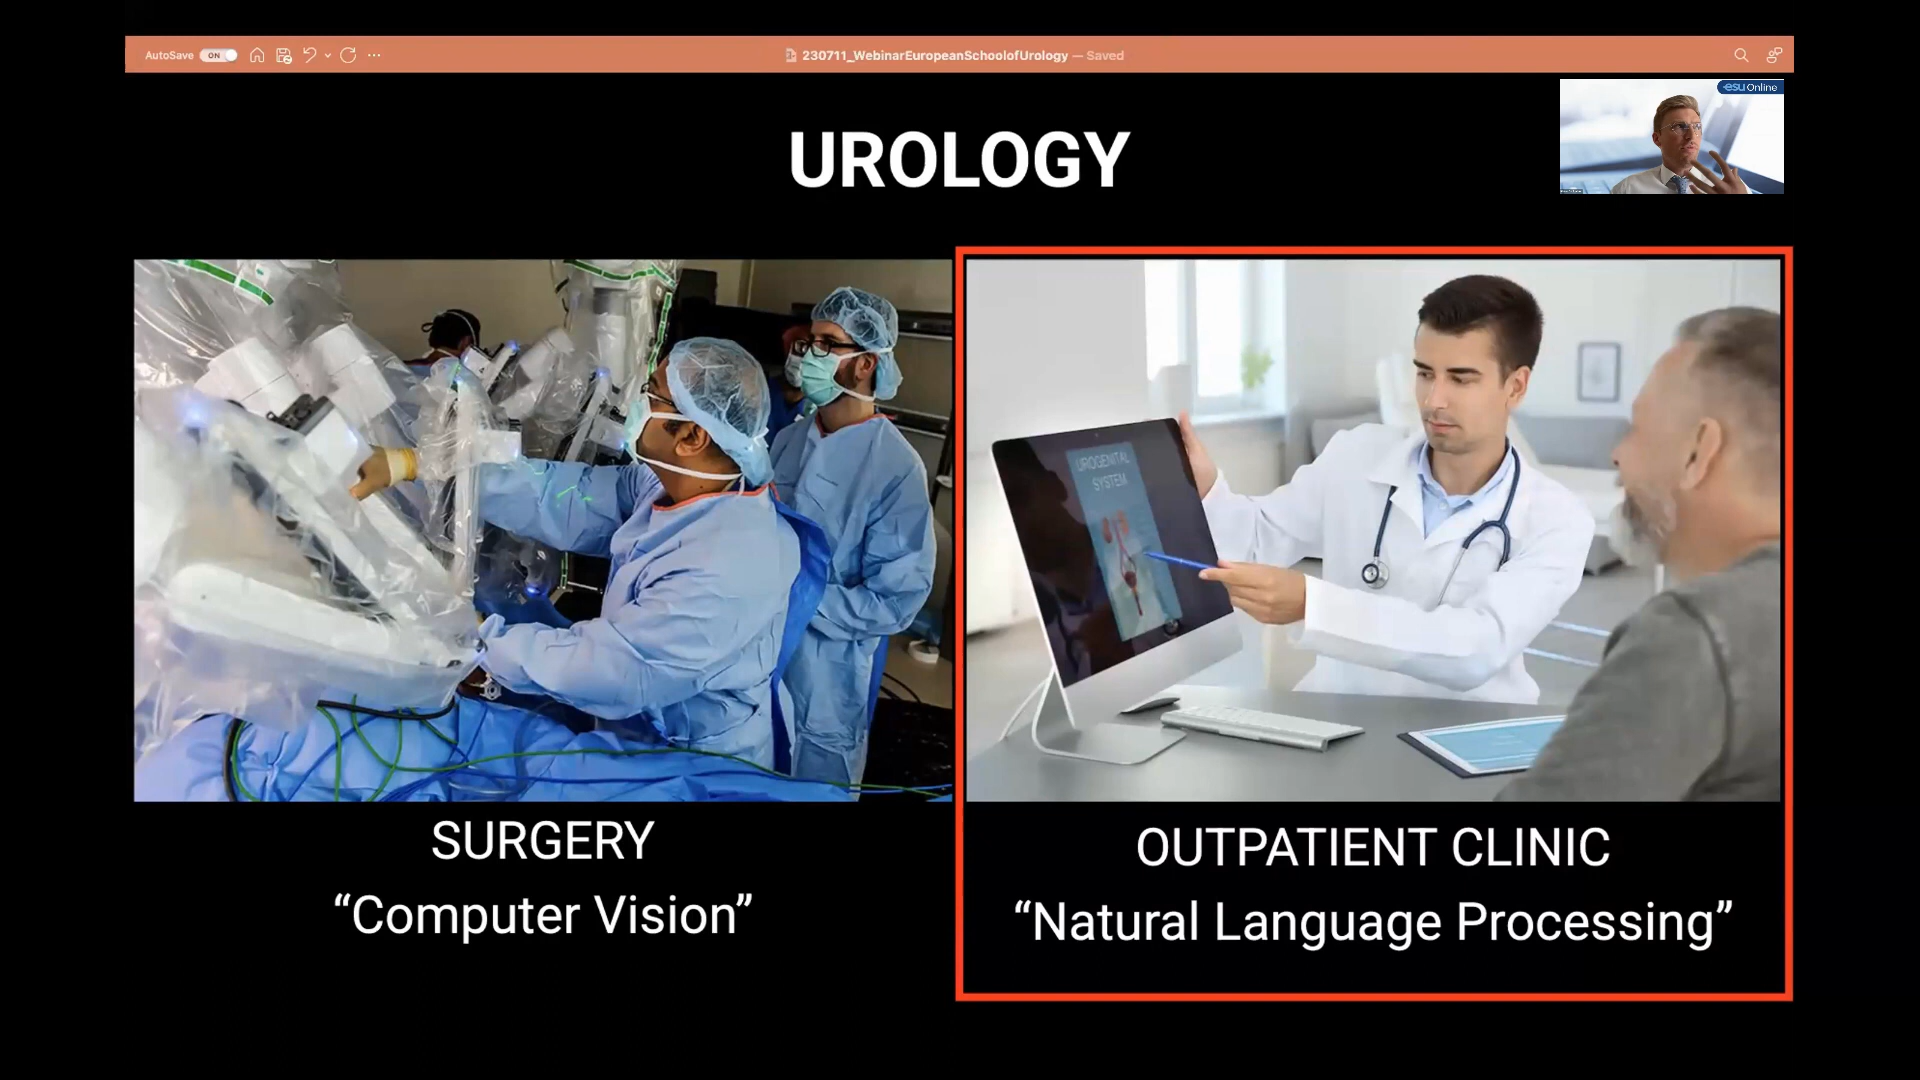 AutoSave ON
230711_WebinarEuropeanSchoolofUrology — Saved
esu Online
UROLOGY
UROGENITAL
SYSTEM
SURGERY
“Computer Vision”
OUTPATIENT CLINIC
“Natural Language Processing”